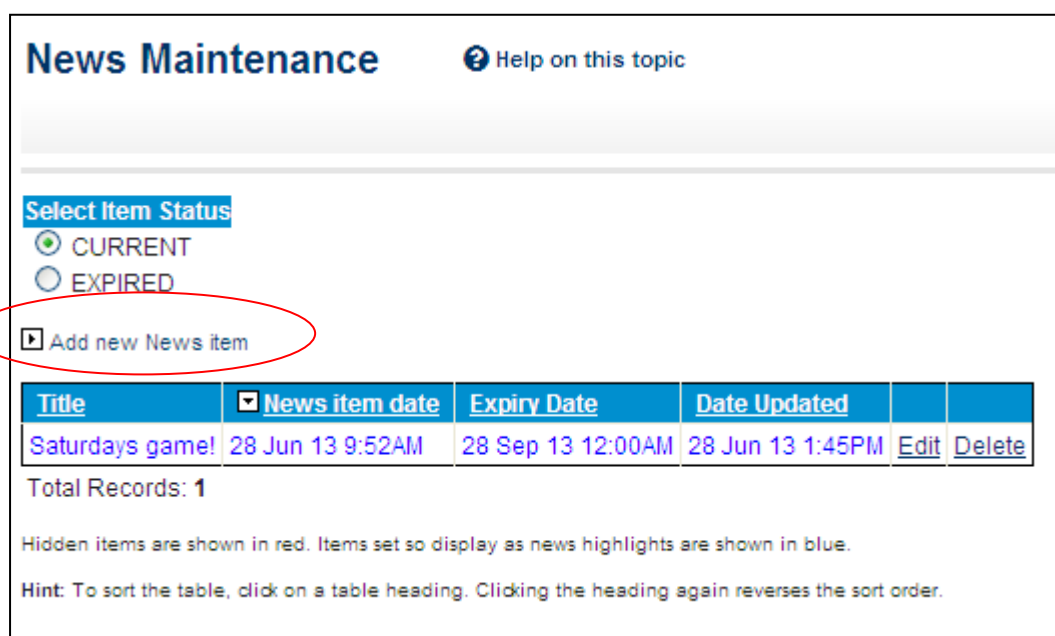 News Maintenance Help on this topic
Select Item Status
CURRENT
EXPIRED
Add new News item
Title News item date Expiry Date Date Updated
Saturdays game! 28 Jun 13 9:52AM 28 Sep 13 12:00AM 28 Jun 13 1:45PM Edit Delete
Total Records: 1
Hidden items are shown in red. Items set so display as news highlights are shown in blue.
Hint: To sort the table, click on a table heading. Clicking the heading again reverses the sort order.